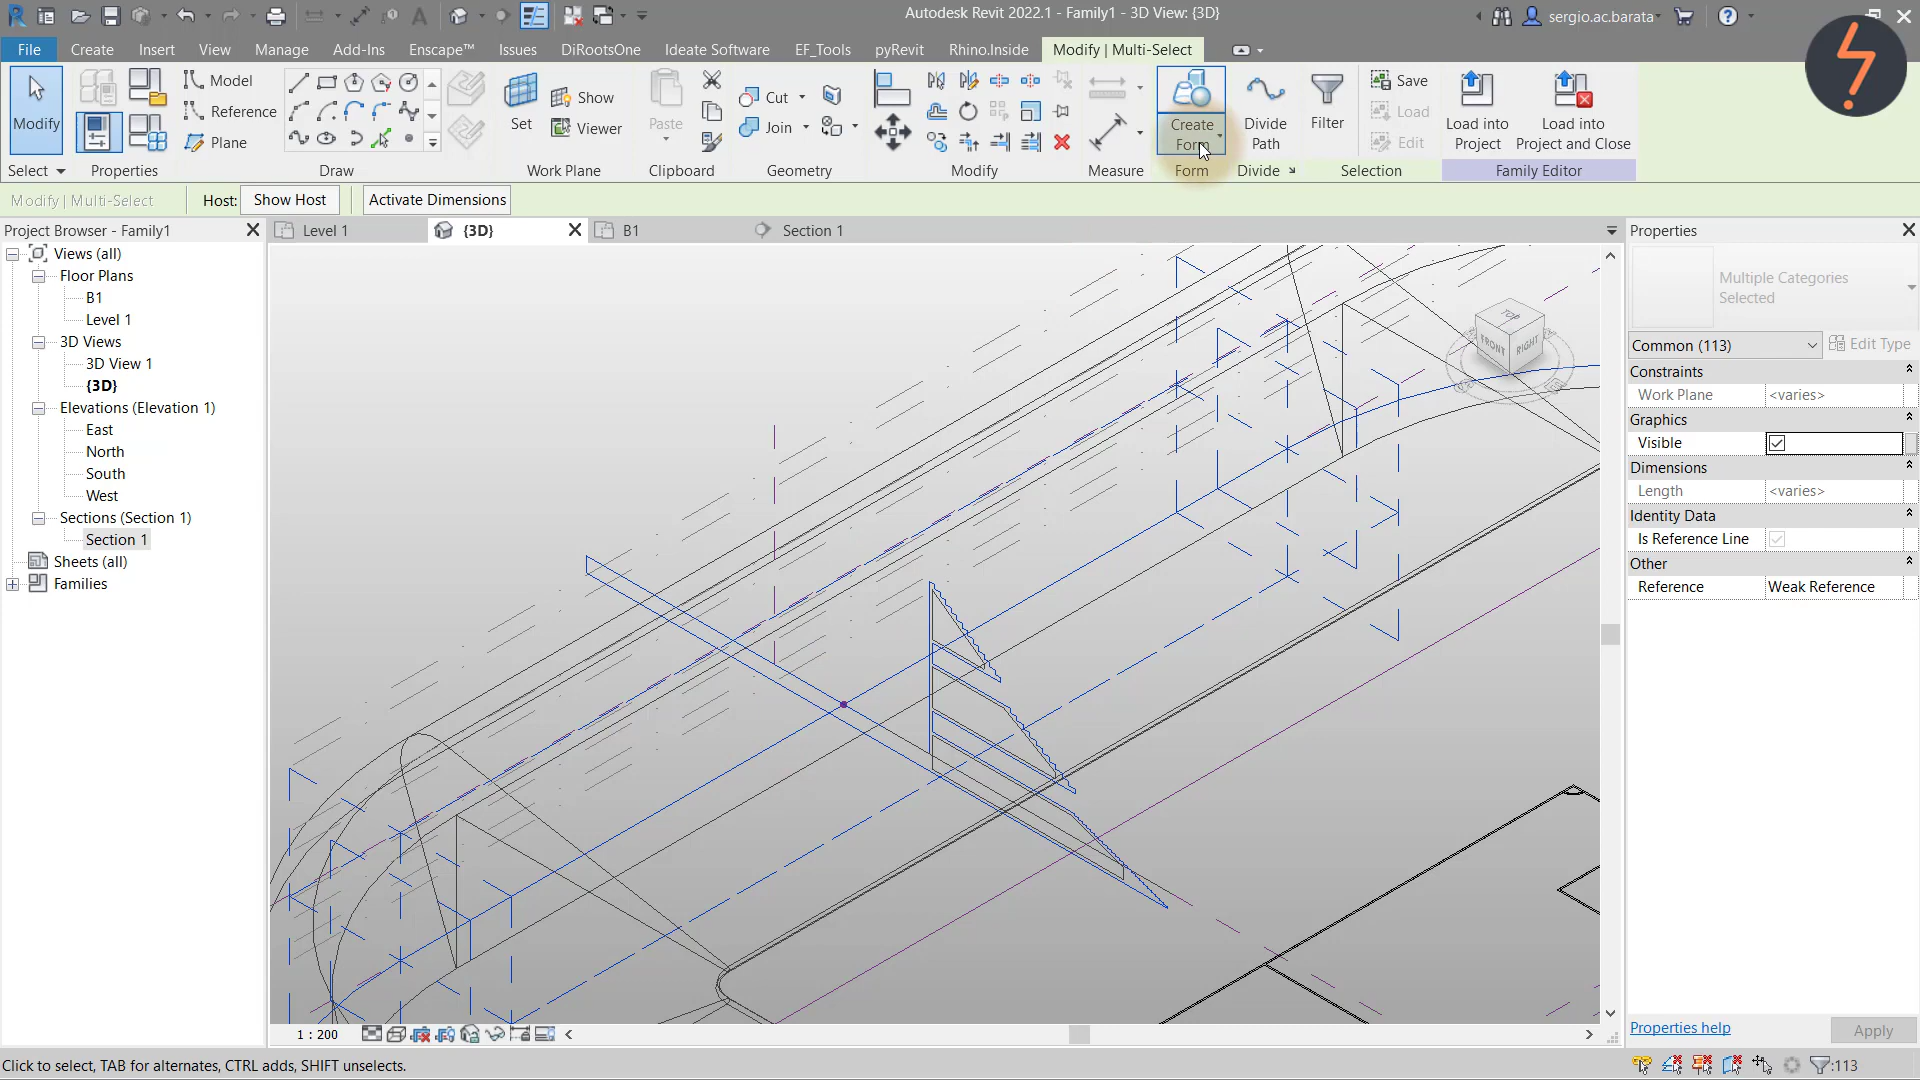 Autodesk Revit 2022.1 - Family1 - 3D View: {3D}
sergio.ac.barata
File Create Insert View Manage Add-Ins Enscape™ Issues DiRootsOne Ideate Software EF_Tools pyRevit Rhino.Inside Modify | Multi-Select
Modify
Model
Reference
Plane
Set
Show
Viewer
Paste
Cut
Join
Create
Form
Divide
Path
Filter
Save
Load
Edit
Load into
Project
Load into
Project and Close
Select Properties Draw Work Plane Clipboard Geometry Modify Measure Form Divide Selection Family Editor
Modify | Multi-Select Host: Show Host Activate Dimensions
Project Browser - Family1
Level 1 {3D} B1 Section 1
Properties
Views (all)
Floor Plans
B1
Level 1
3D Views
3D View 1
{3D}
Elevations (Elevation 1)
East
North
South
West
Sections (Section 1)
Section 1
Sheets (all)
Families
TOP
FRONT RIGHT
Multiple Categories
Selected
Common (113) Edit Type
Constraints
Work Plane <varies>
Graphics
Visible
Dimensions
Length <varies>
Identity Data
Is Reference Line
Other
Reference Weak Reference
Properties help Apply
1 : 200
Click to select, TAB for alternates, CTRL adds, SHIFT unselects.
:113